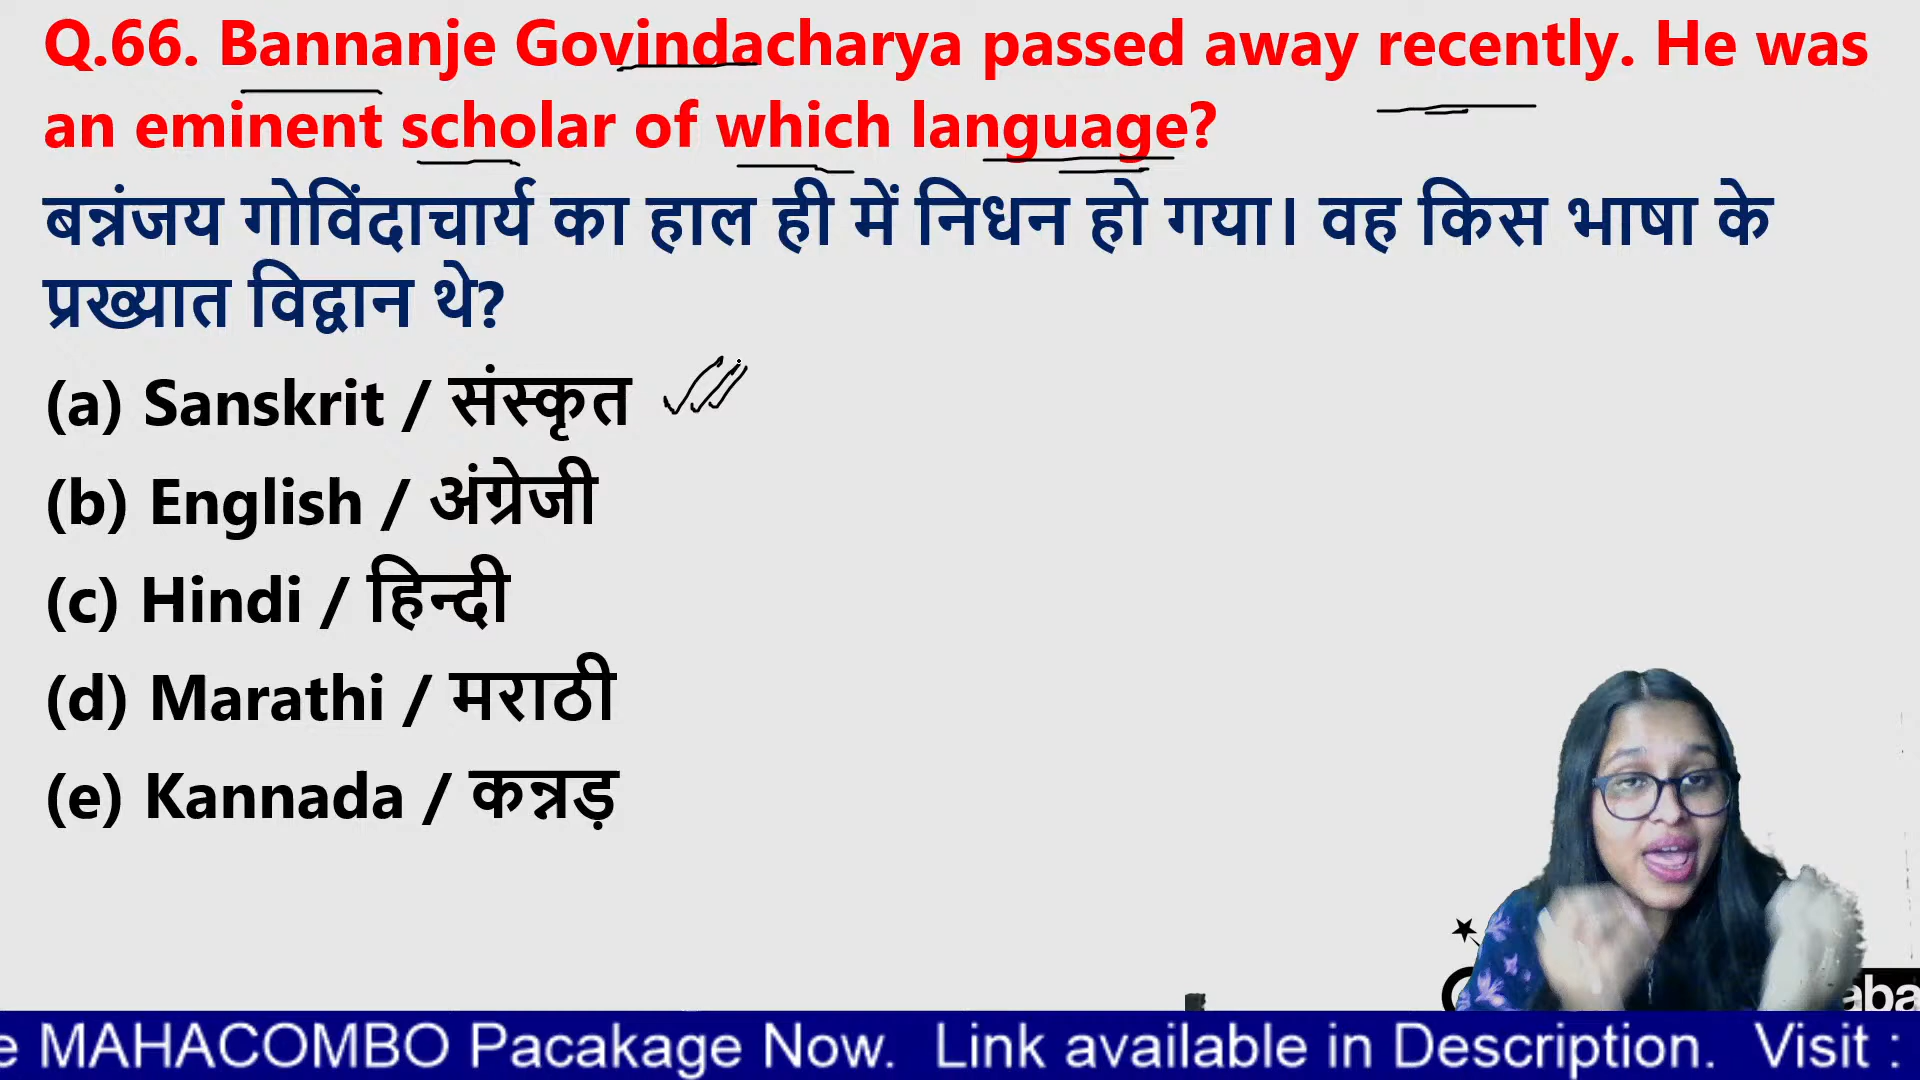 Q.66. Bannanje Govindacharya passed away recently. He was
an eminent scholar of which language?
बन्नंजय गोविंदाचार्य का हाल ही में निधन हो गया। वह किस भाषा के
प्रख्यात विद्वान थे?
(a) Sanskrit / संस्कृत
(b) English / अंग्रेजी
(c) Hindi / हिन्दी
(d) Marathi / मराठी
(e) Kannada / कन्नड़
e MAHACOMBO Pacakage Now. Link available in Description. Visit :